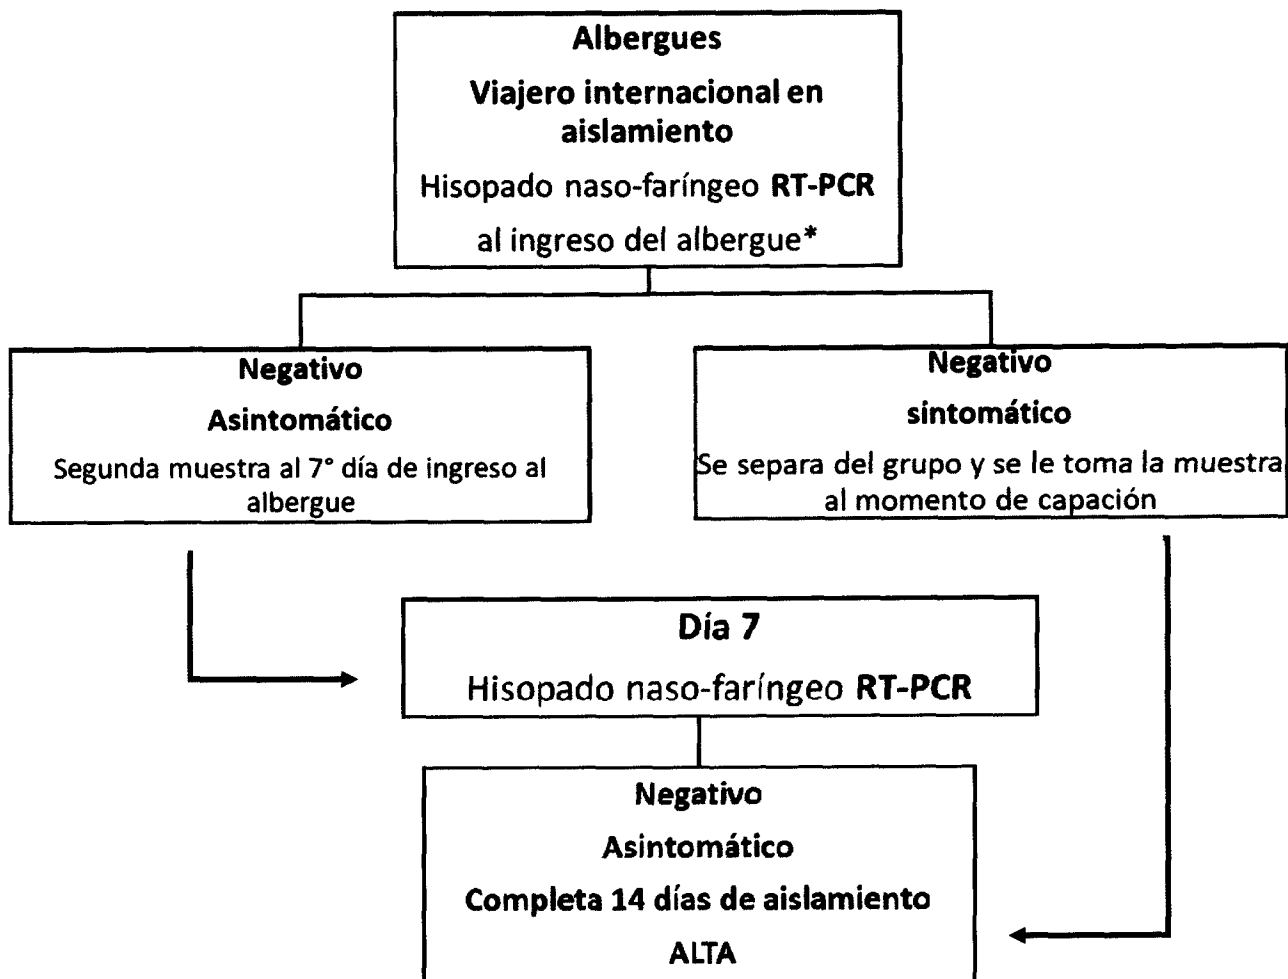 Albergues
Viajero internacional en
aislamiento
Hisopado naso-faríngeo RT-PCR
al ingreso del albergue*
Negativo
Asintomático
Segunda muestra al 7° día de ingreso al
albergue
Negativo
sintomático
Se separa del grupo y se le toma la muestra
al momento de capación
Día 7
Hisopado naso-faríngeo RT-PCR
Negativo
Asintomático
Completa 14 días de aislamiento
ALTA